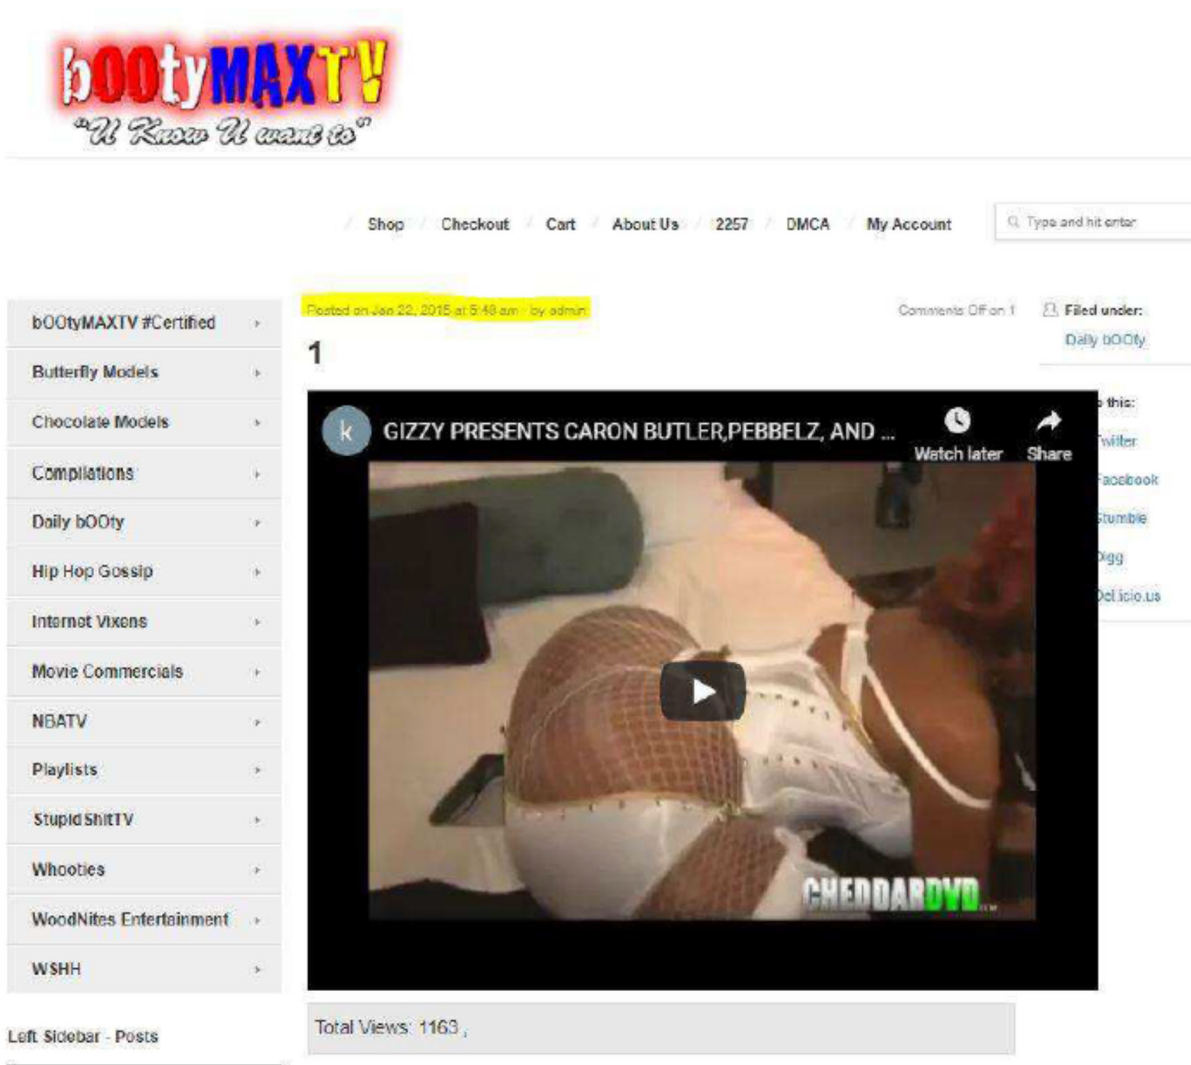 bOOtyMAXTV
"U Know U want to"
/ Shop / Checkout / Cart / About Us / 2257 / DMCA / My Account
Type and hit enter
bOOtyMAXTV #Certified
Butterfly Models
Chocolate Models
Compilations
Daily bOOty
Hip Hop Gossip
Internet Vixens
Movie Commercials
NBATV
Playlists
StupidShitTV
Whooties
WoodNites Entertainment
WSHH
Left Sidebar - Posts
Posted on Jan 22, 2015 at 5:48 am by admin
Comments Off on 1
1
k GIZZY PRESENTS CARON BUTLER,PEBBELZ, AND ...
Watch later Share
CHEDDARDVD
Total Views: 1163 ,
Filed under:
Daily bOOty
this:
Twitter
Facebook
Stumble
Digg
Del.icio.us